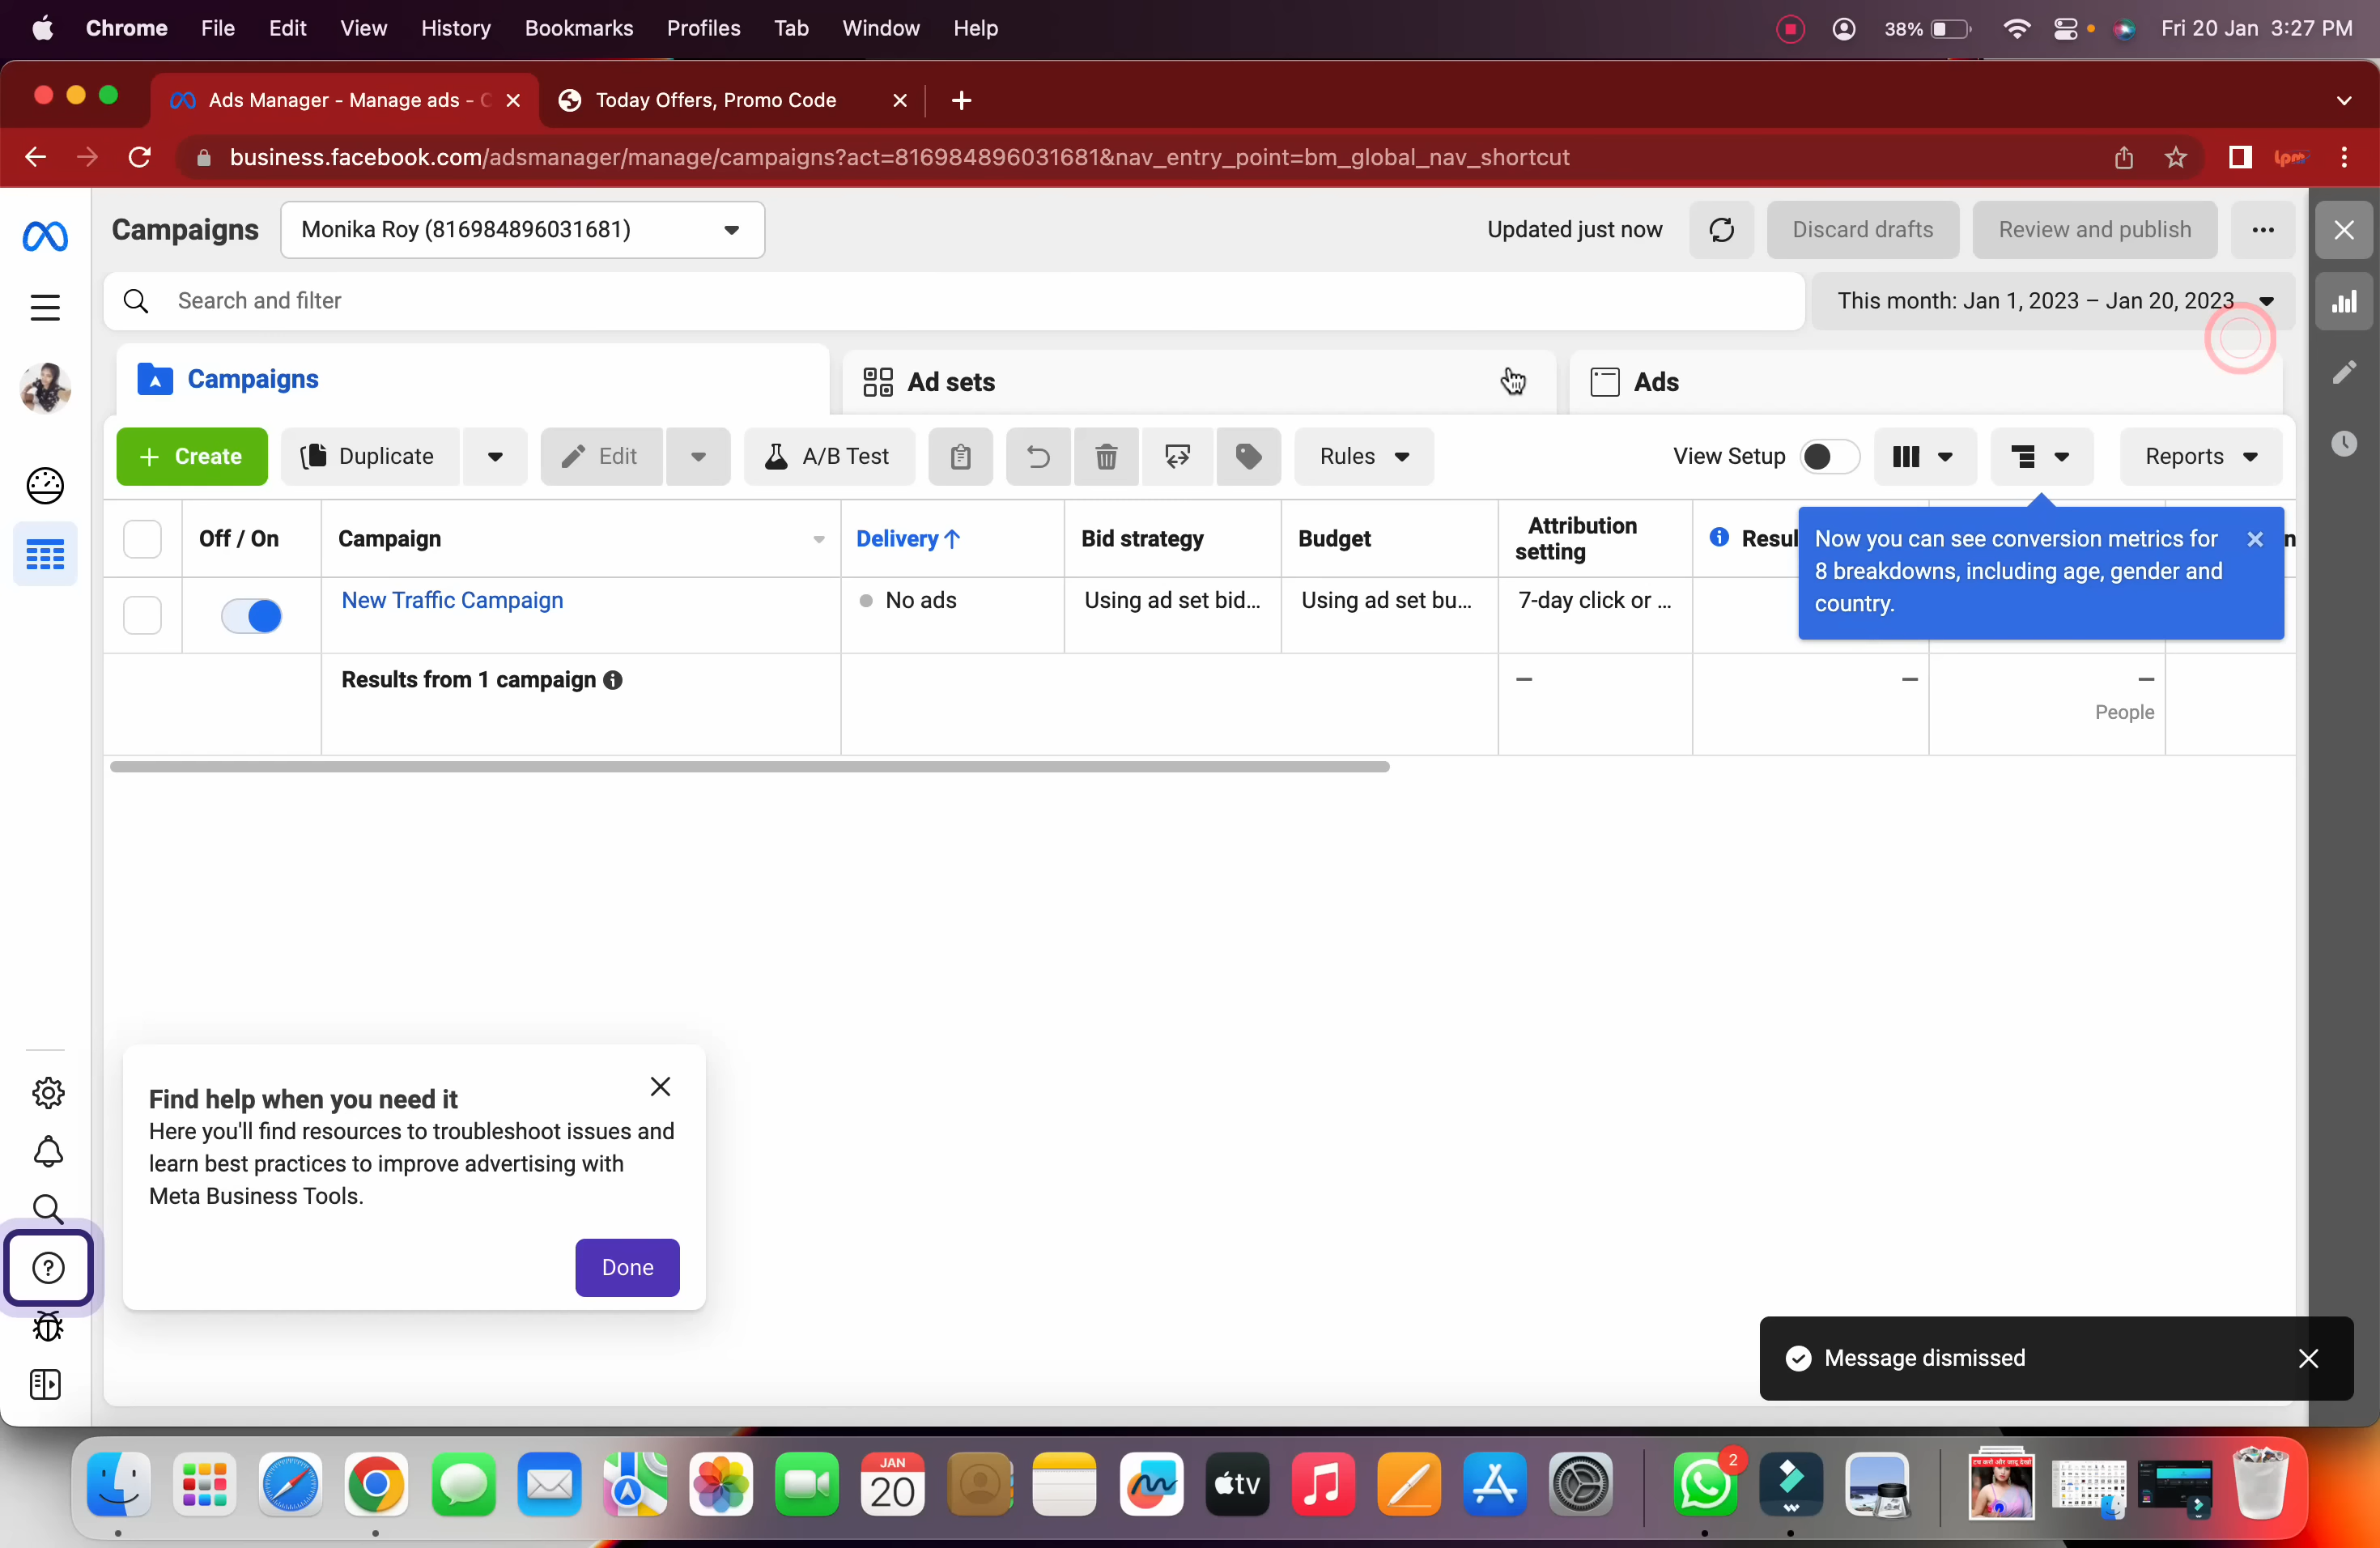 Chrome File Edit View History Bookmarks Profiles Tab Window Help 38% Fri 20 Jan 3:27 PM
Ads Manager - Manage ads - Today Offers, Promo Code
business.facebook.com/adsmanager/manage/campaigns?act=816984896031681&nav_entry_point=bm_global_nav_shortcut lpm
Campaigns Monika Roy (816984896031681) Updated just now Discard drafts Review and publish
Search and filter This month: Jan 1, 2023 – Jan 20, 2023
Campaigns Ad sets Ads
+ Create Duplicate Edit A/B Test Rules View Setup Reports
Off / On Campaign Delivery ↑ Bid strategy Budget Attribution setting Resul
Now you can see conversion metrics for
8 breakdowns, including age, gender and
country.
New Traffic Campaign No ads Using ad set bid... Using ad set bu... 7-day click or ...
Results from 1 campaign — — —
People
Find help when you need it
Here you'll find resources to troubleshoot issues and
learn best practices to improve advertising with
Meta Business Tools.
Done
Message dismissed
JAN
20
tv
2